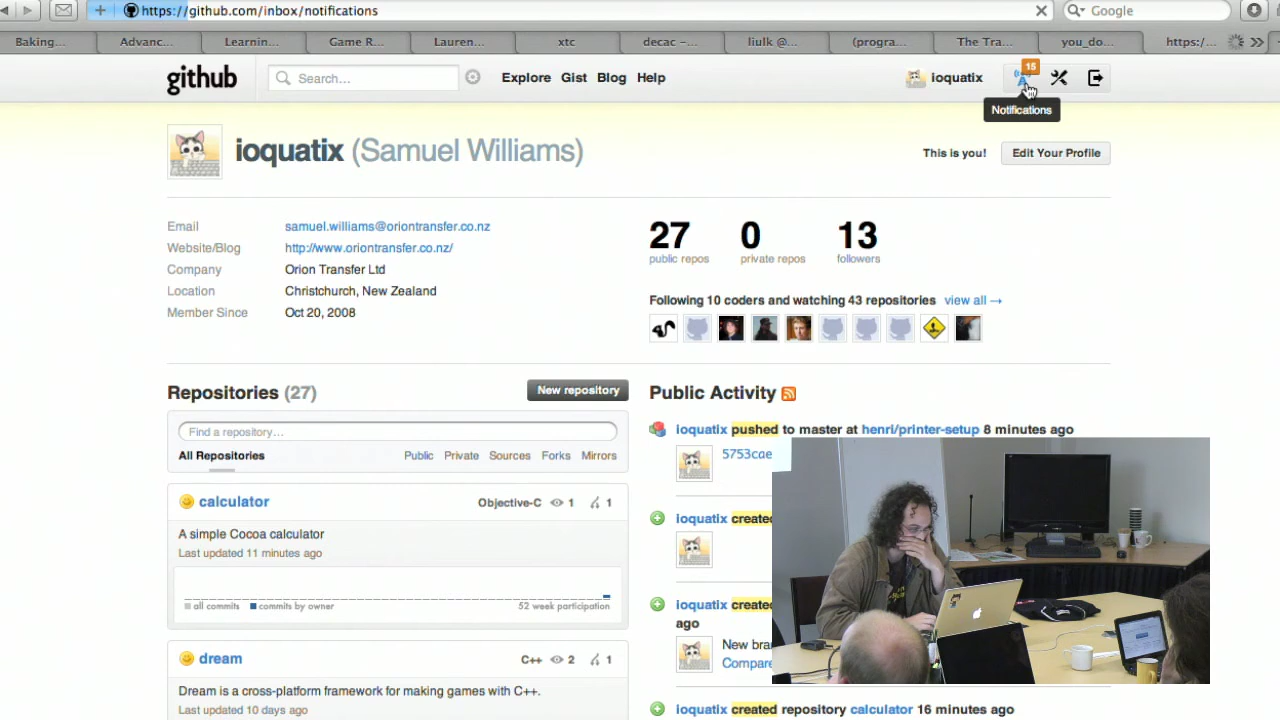 https://github.com/inbox/notifications
Google
Baking...
Advanc...
Learnin...
Game R...
Lauren...
xtc
decac -...
liulk @...
(progra...
The Tra...
you_do...
https:/...
github
Search...
Explore Gist Blog Help
ioquatix
15
Notifications
ioquatix (Samuel Williams)
This is you!
Edit Your Profile
Email samuel.williams@oriontransfer.co.nz
Website/Blog http://www.oriontransfer.co.nz/
Company Orion Transfer Ltd
Location Christchurch, New Zealand
Member Since Oct 20, 2008
27 0 13
public repos private repos followers
Following 10 coders and watching 43 repositories view all →
Repositories (27)
New repository
Find a repository...
All Repositories Public Private Sources Forks Mirrors
calculator Objective-C 1 1
A simple Cocoa calculator
Last updated 11 minutes ago
all commits commits by owner 52 week participation
dream C++ 2 1
Dream is a cross-platform framework for making games with C++.
Last updated 10 days ago
Public Activity
ioquatix pushed to master at henri/printer-setup 8 minutes ago
5753cae
ioquatix created
ioquatix created
ago
New bra
Compare
ioquatix created repository calculator 16 minutes ago